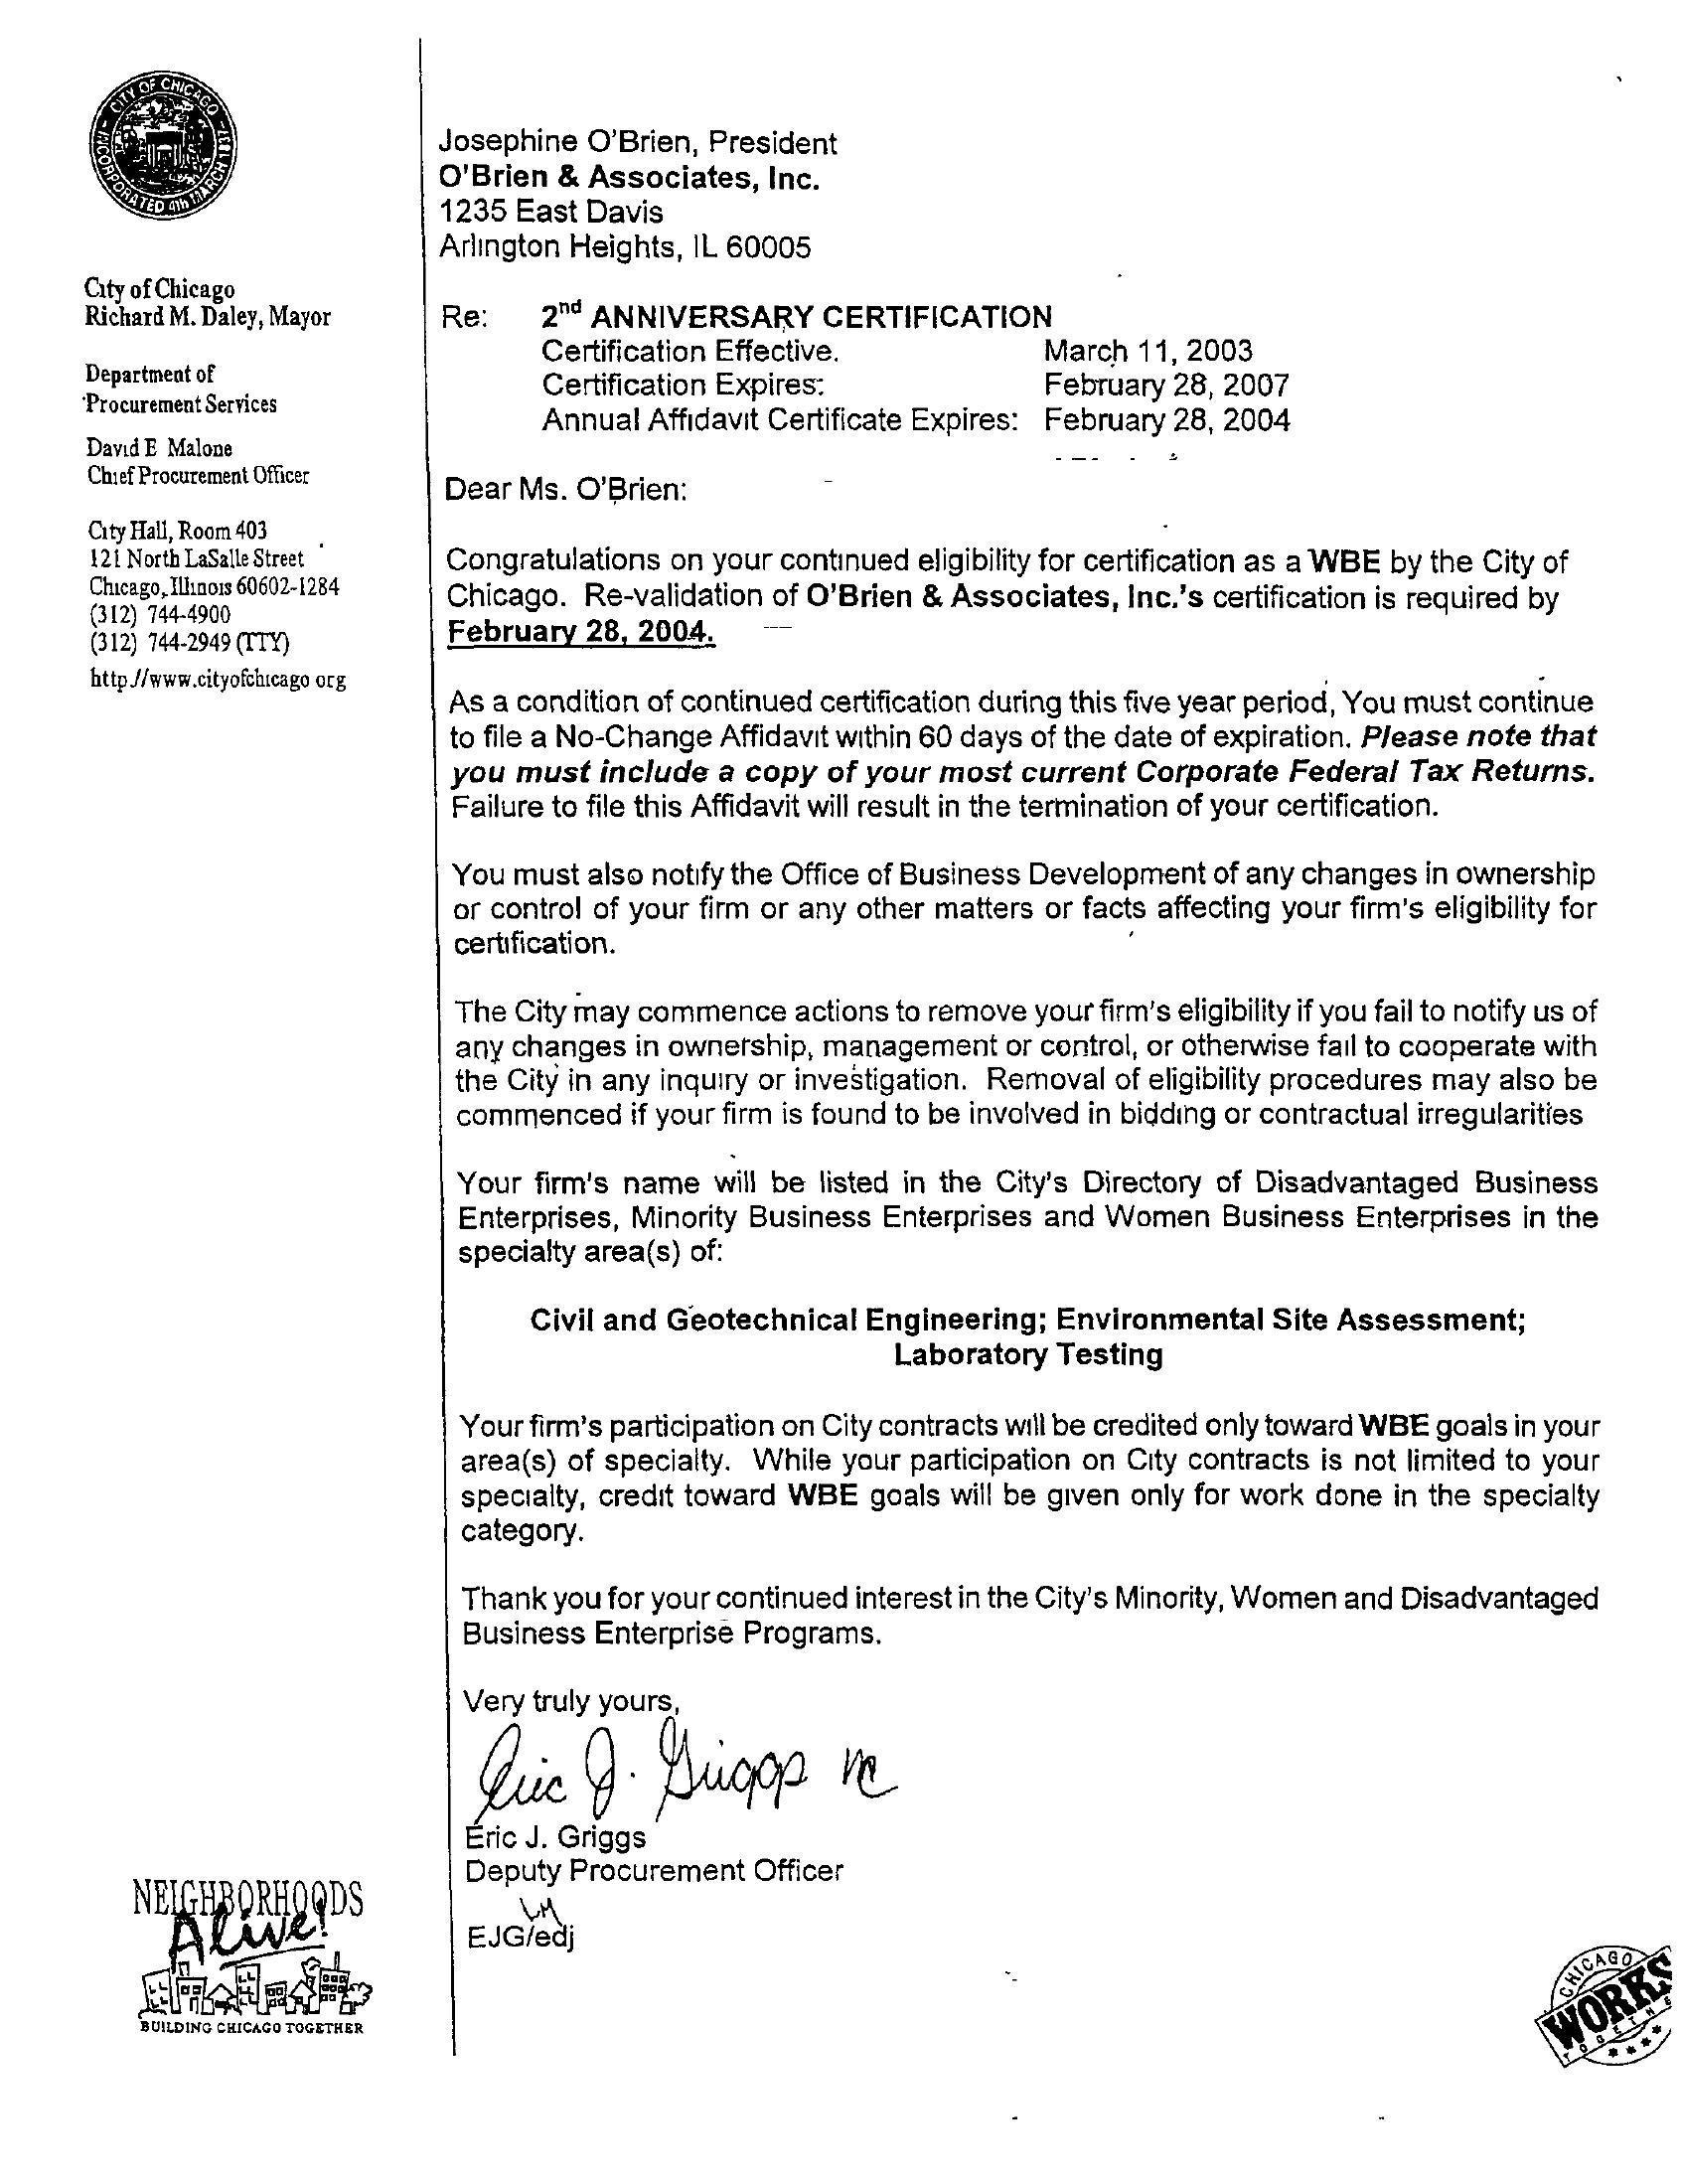 CITY OF CHICAGO
INCORPORATED 4th MARCH 1837
City of Chicago
Richard M. Daley, Mayor
Department of
Procurement Services
David E Malone
Chief Procurement Officer
City Hall, Room 403
121 North LaSalle Street
Chicago, Illinois 60602-1284
(312) 744-4900
(312) 744-2949 (TTY)
http://www.cityofchicago org
Josephine O'Brien, President
O'Brien & Associates, Inc.
1235 East Davis
Arlington Heights, IL 60005
Re: 2nd ANNIVERSARY CERTIFICATION
Certification Effective. March 11, 2003
Certification Expires: February 28, 2007
Annual Affidavit Certificate Expires: February 28, 2004
Dear Ms. O'Brien:
Congratulations on your continued eligibility for certification as a WBE by the City of
Chicago. Re-validation of O'Brien & Associates, Inc.'s certification is required by
February 28, 2004.
As a condition of continued certification during this five year period, You must continue
to file a No-Change Affidavit within 60 days of the date of expiration. Please note that
you must include a copy of your most current Corporate Federal Tax Returns.
Failure to file this Affidavit will result in the termination of your certification.
You must also notify the Office of Business Development of any changes in ownership
or control of your firm or any other matters or facts affecting your firm's eligibility for
certification.
The City may commence actions to remove your firm's eligibility if you fail to notify us of
any changes in ownership, management or control, or otherwise fail to cooperate with
the City in any inquiry or investigation. Removal of eligibility procedures may also be
commenced if your firm is found to be involved in bidding or contractual irregularities
Your firm's name will be listed in the City's Directory of Disadvantaged Business
Enterprises, Minority Business Enterprises and Women Business Enterprises in the
specialty area(s) of:
Civil and Geotechnical Engineering; Environmental Site Assessment;
Laboratory Testing
Your firm's participation on City contracts will be credited only toward WBE goals in your
area(s) of specialty. While your participation on City contracts is not limited to your
specialty, credit toward WBE goals will be given only for work done in the specialty
category.
Thank you for your continued interest in the City's Minority, Women and Disadvantaged
Business Enterprise Programs.
Very truly yours,
Eric J. Griggs
Eric J. Griggs
Deputy Procurement Officer
EJG/edj
NEIGHBORHOODS
Alive!
BUILDING CHICAGO TOGETHER
CHICAGO
WORKS
TOGETHE